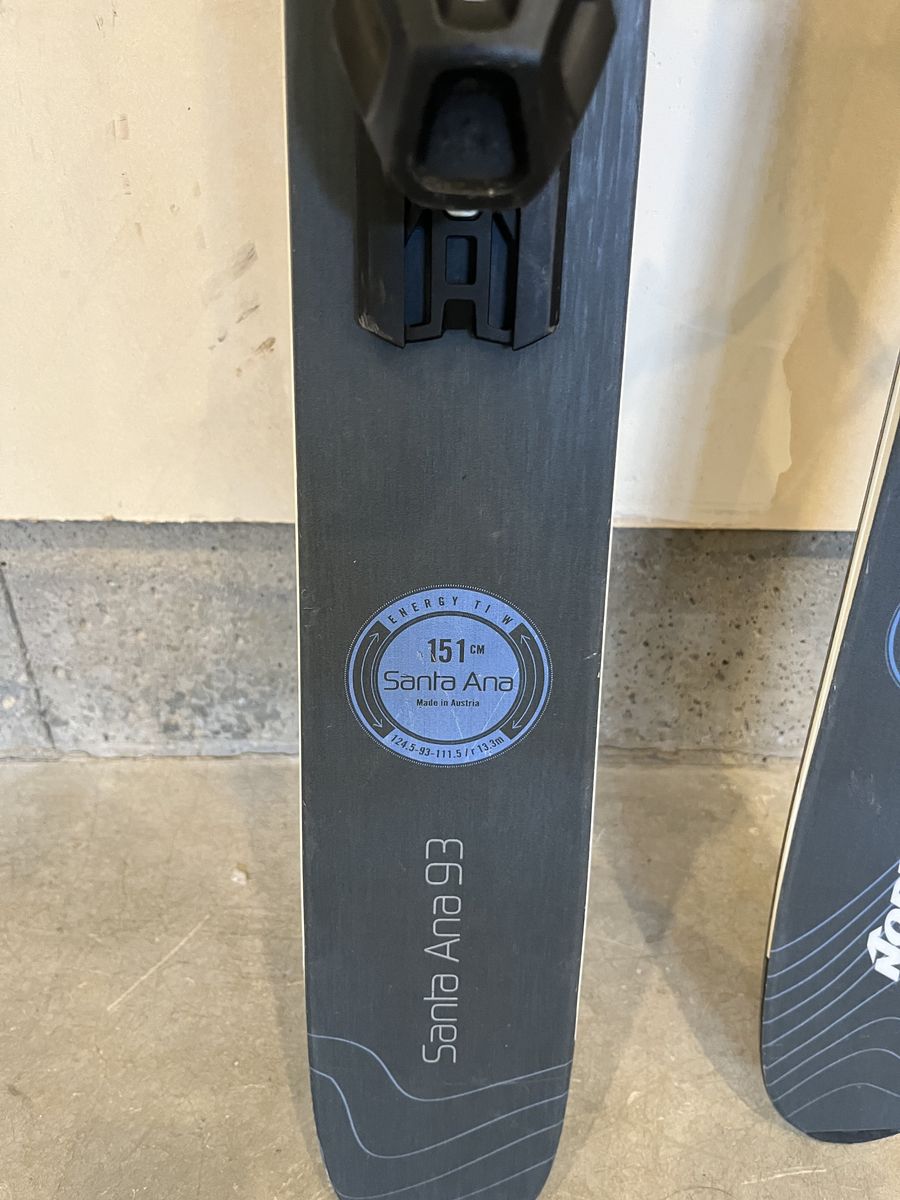 ENERGY TI W
151 CM
Santa Ana
Made in Austria
124.5-93-111.5 / r 13.3m
Santa Ana 93